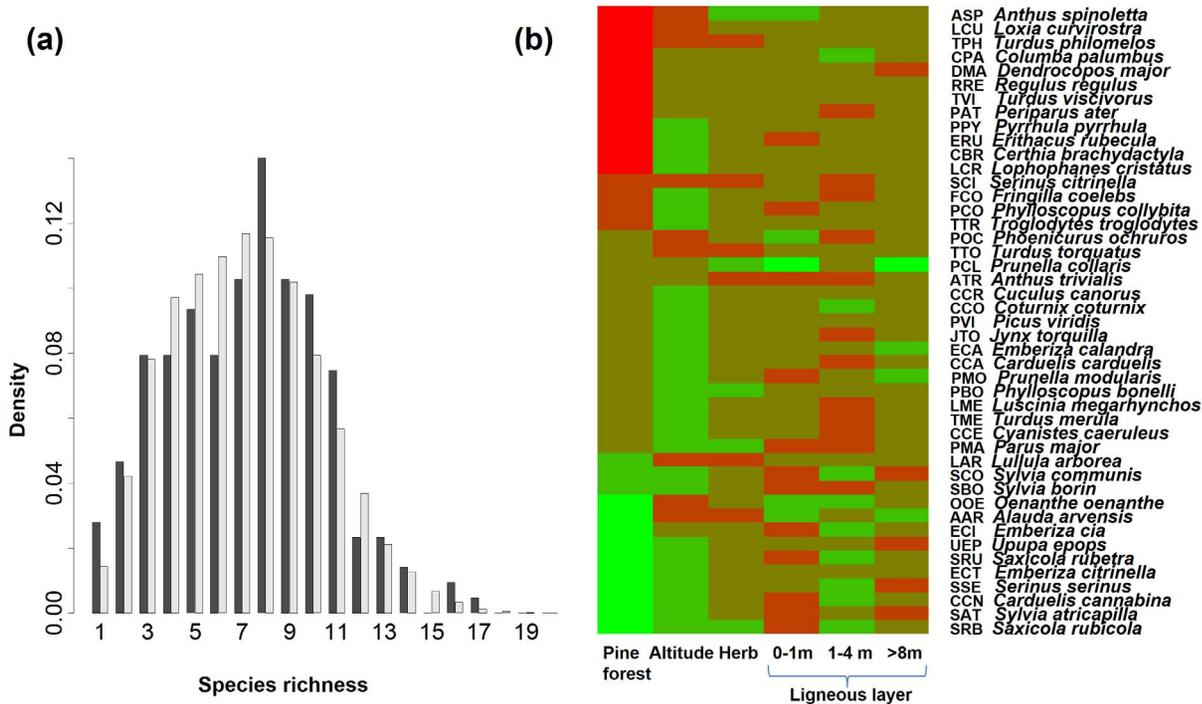 (a)
0.00 0.04 0.08 0.12
Density
1 3 5 7 9 11 13 15 17 19
Species richness
(b)
ASP Anthus spinoletta
LCU Loxia curvirostra
TPH Turdus philomelos
CPA Columba palumbus
DMA Dendrocopos major
RRE Regulus regulus
TVI Turdus viscivorus
PAT Periparus ater
PPY Pyrrhula pyrrhula
ERU Erithacus rubecula
CBR Certhia brachydactyla
LCR Lophophanes cristatus
SCI Serinus citrinella
FCO Fringilla coelebs
PCO Phylloscopus collybita
TTR Troglodytes troglodytes
POC Phoenicurus ochruros
TTO Turdus torquatus
PCL Prunella collaris
ATR Anthus trivialis
CCR Cuculus canorus
CCO Coturnix coturnix
PVI Picus viridis
JTO Jynx torquilla
ECA Emberiza calandra
CCA Carduelis carduelis
PMO Prunella modularis
PBO Phylloscopus bonelli
LME Luscinia megarhynchos
TME Turdus merula
CCE Cyanistes caeruleus
PMA Parus major
LAR Lullula arborea
SCO Sylvia communis
SBO Sylvia borin
OOE Oenanthe oenanthe
AAR Alauda arvensis
ECI Emberiza cia
UEP Upupa epops
SRU Saxicola rubetra
ECT Emberiza citrinella
SSE Serinus serinus
CCN Carduelis cannabina
SAT Sylvia atricapilla
SRB Saxicola rubicola
Pine Altitude Herb 0-1m 1-4 m >8m
forest
Ligneous layer